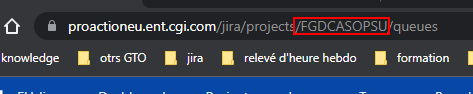 proactioneu.ent.cgi.com/jira/projects/FGDCASOPSU/queues
knowledge otrs GTO jira relevé d'heure hebdo formation